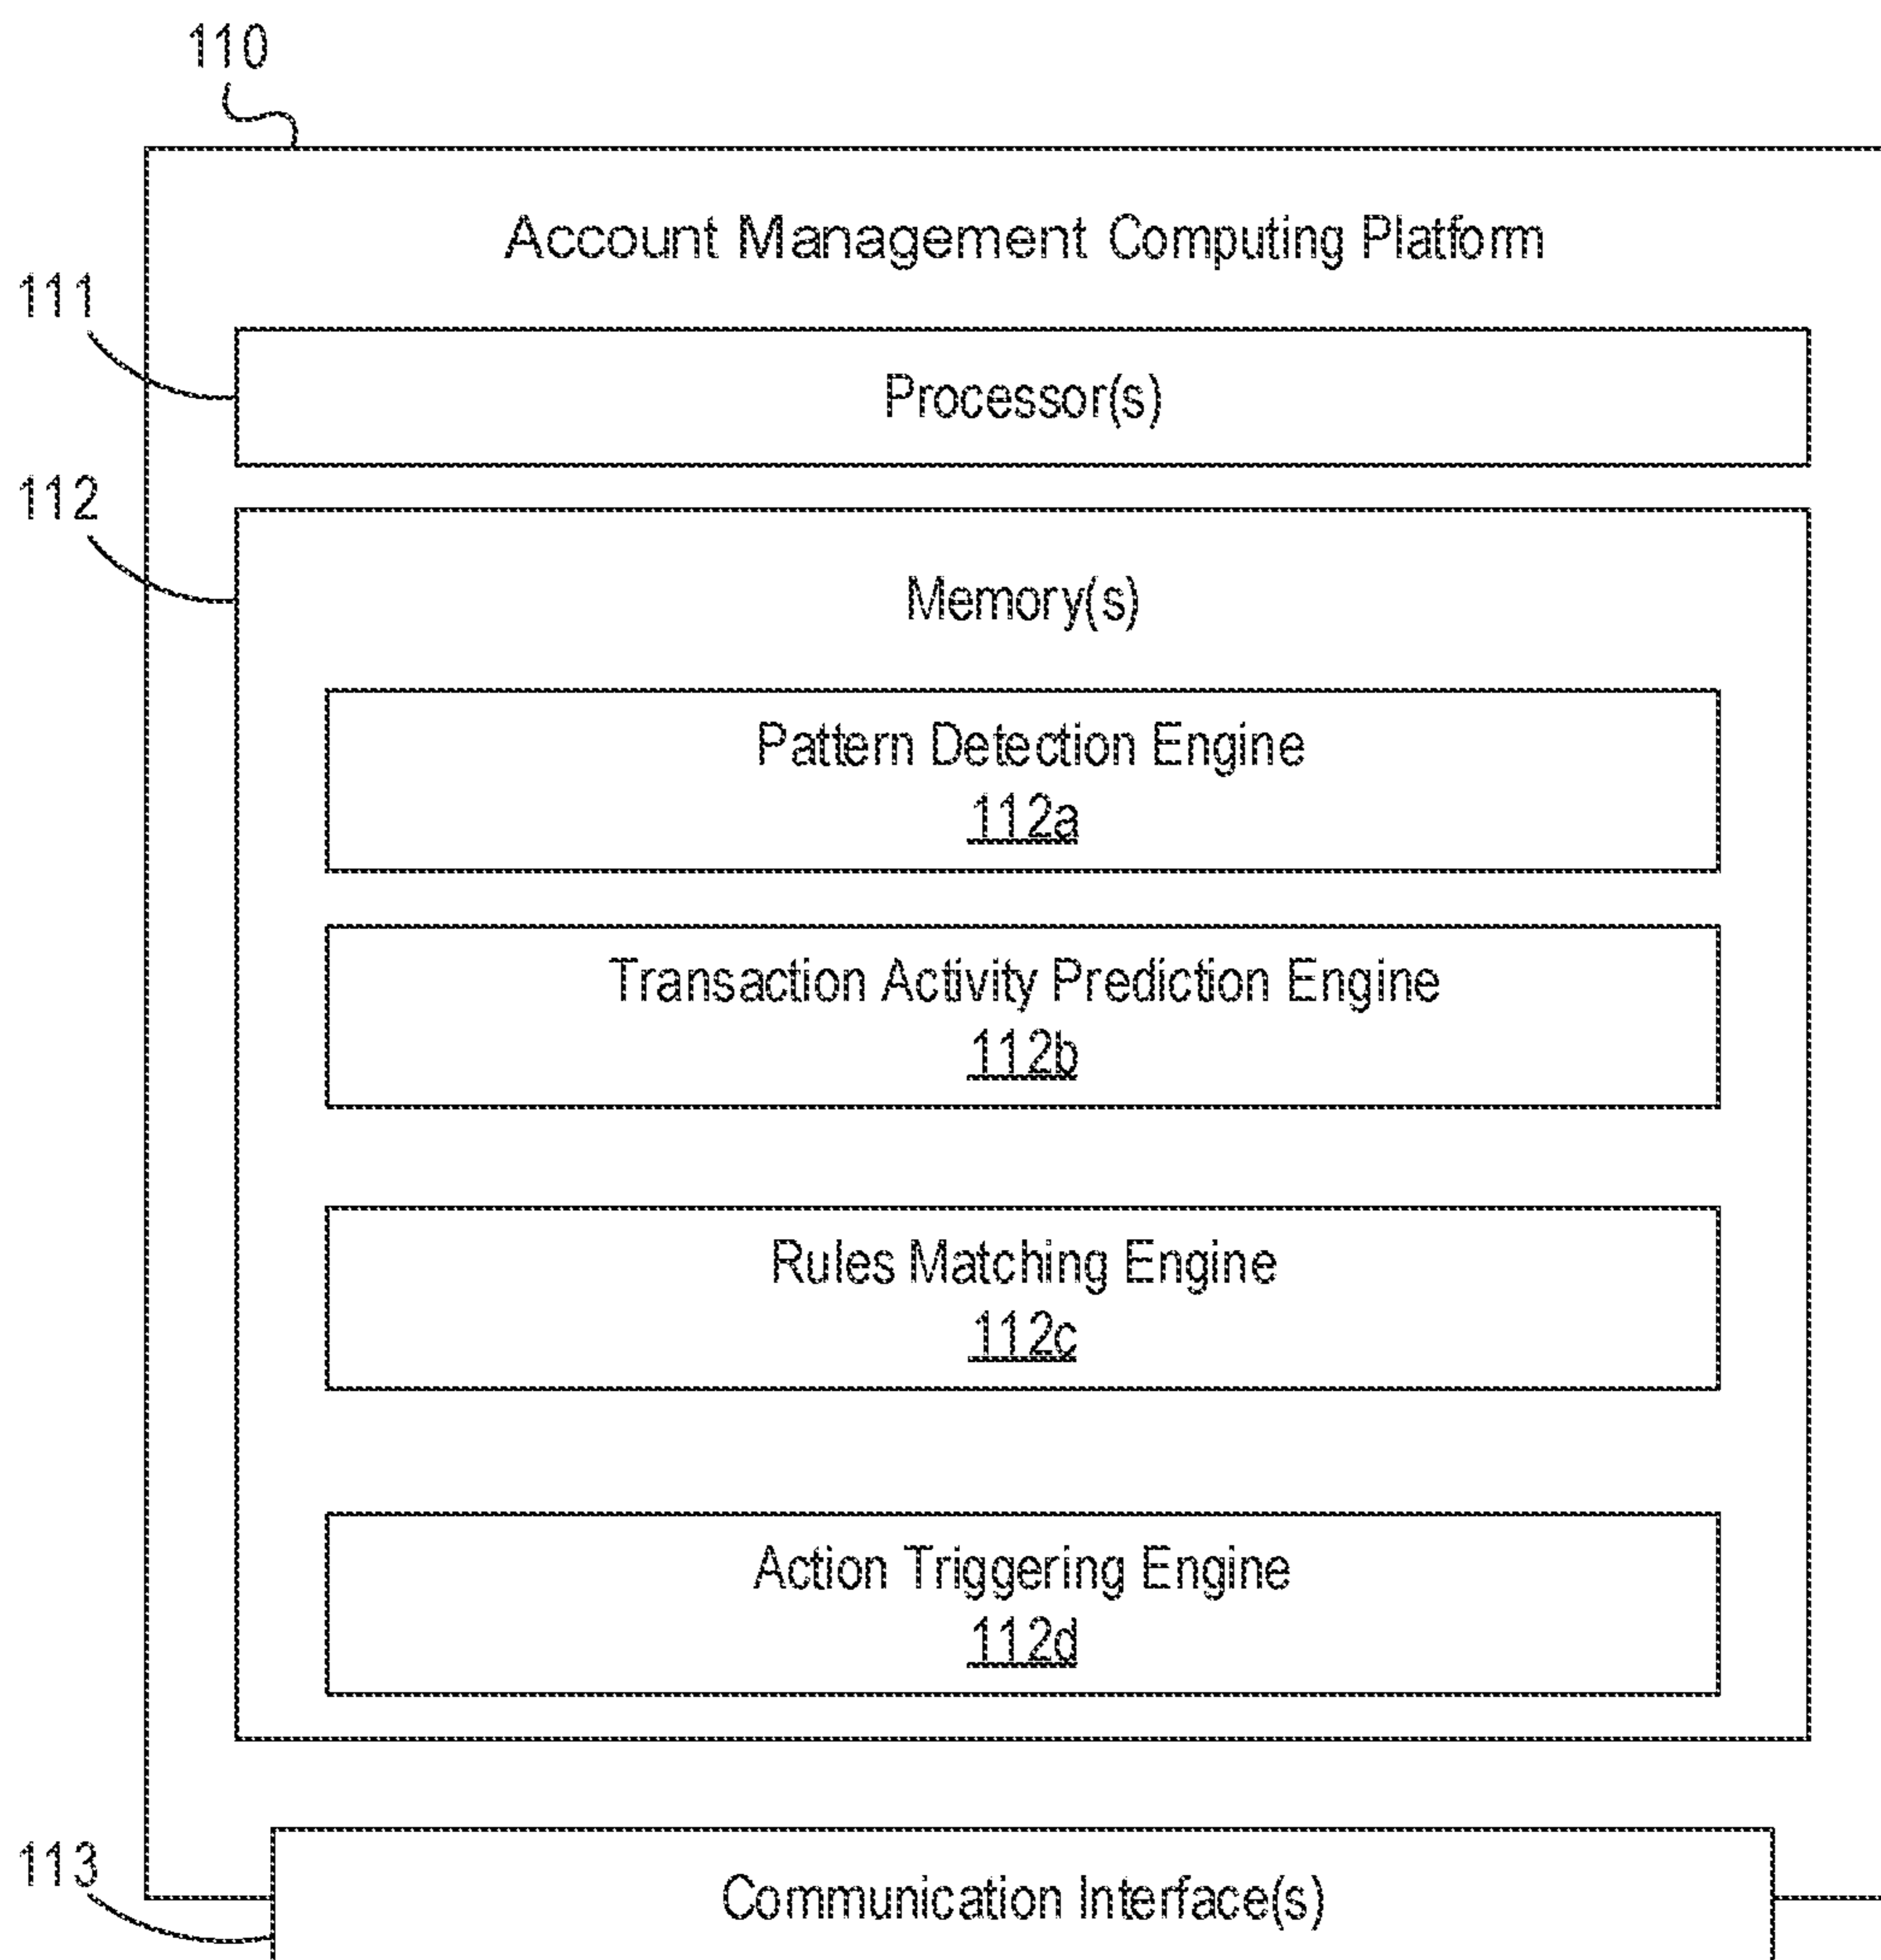 110
Account Management Computing Platform
111
Processor(s)
112
Memory(s)
Pattern Detection Engine
112a
Transaction Activity Prediction Engine
112b
Rules Matching Engine
112c
Action Triggering Engine
112d
113
Communication Interface(s)